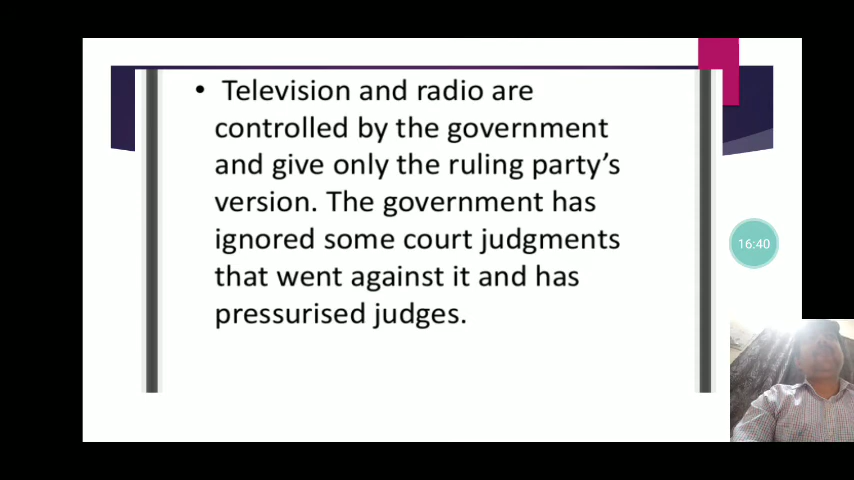 • Television and radio are
controlled by the government
and give only the ruling party’s
version. The government has
ignored some court judgments
that went against it and has
pressurised judges.
16:40